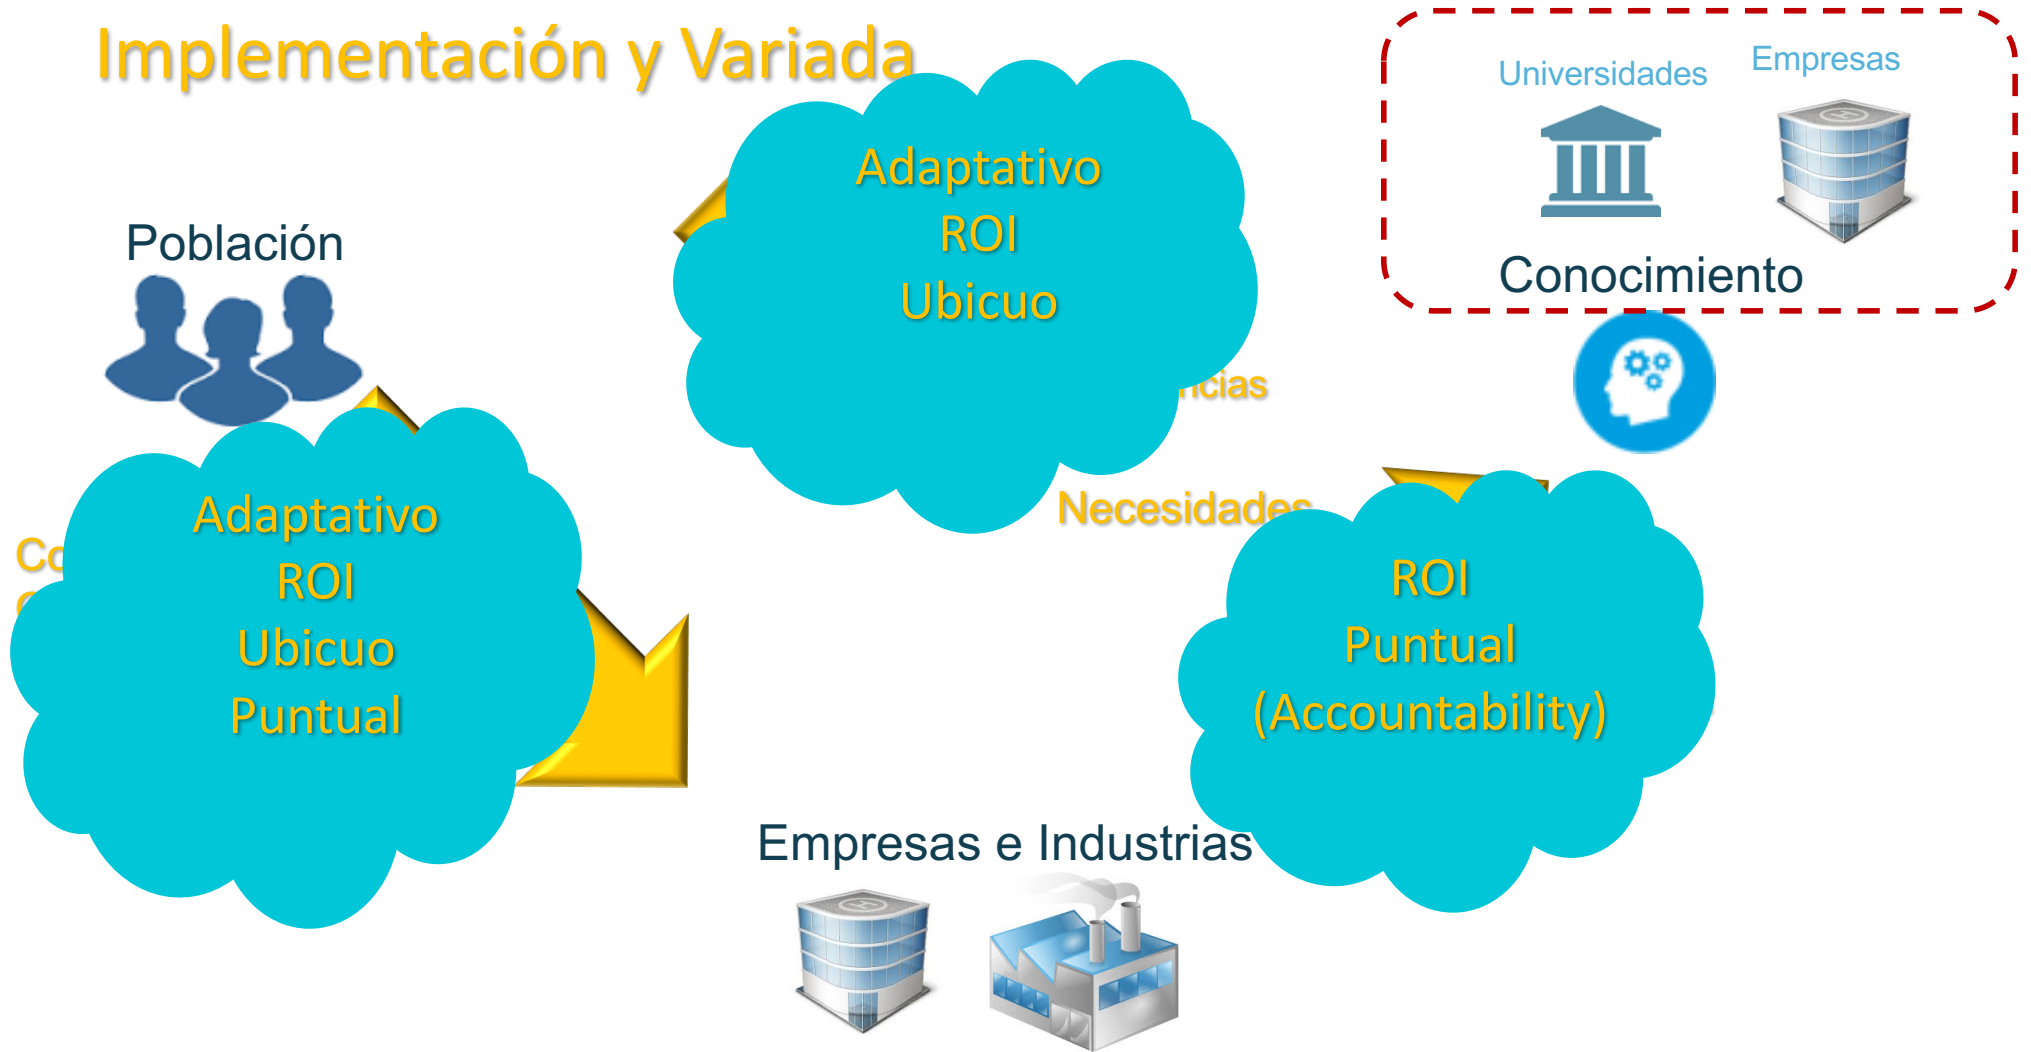 Implementación y Variada
Universidades
Empresas
Conocimiento
Población
Adaptativo
ROI
Ubicuo
Necesidades
Adaptativo
ROI
Ubicuo
Puntual
ROI
Puntual
(Accountability)
Empresas e Industrias